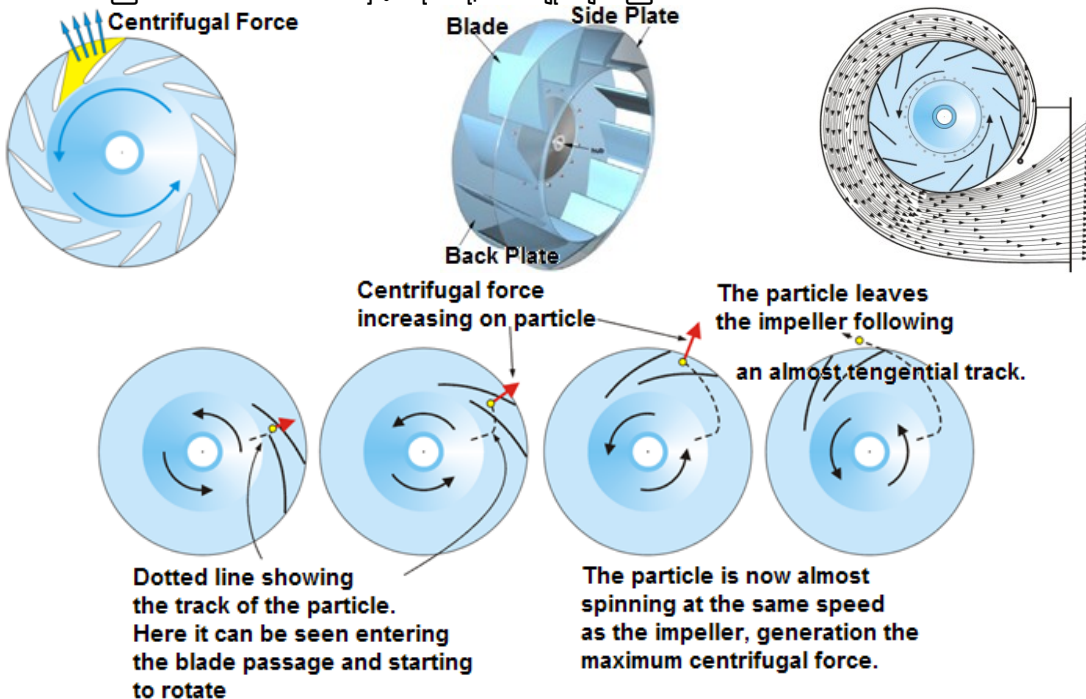 Centrifugal Force
Blade
Side Plate
Back Plate
Centrifugal force
increasing on particle
The particle leaves
the impeller following
an almost tengential track.
Dotted line showing
the track of the particle.
Here it can be seen entering
the blade passage and starting
to rotate
The particle is now almost
spinning at the same speed
as the impeller, generation the
maximum centrifugal force.